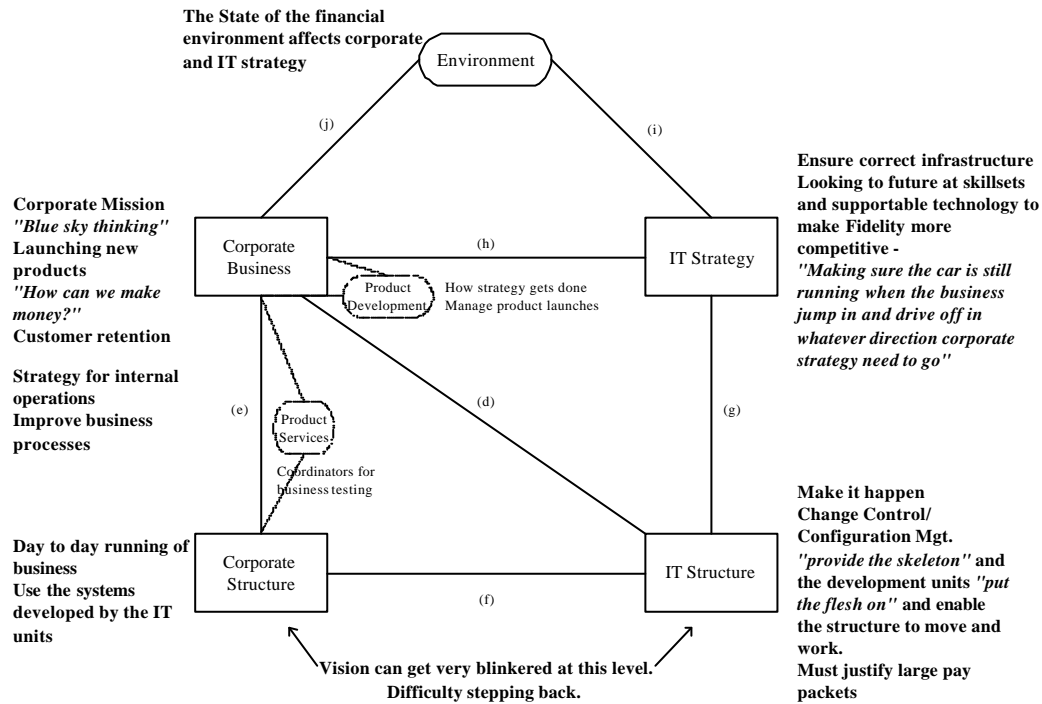 The State of the financial
environment affects corporate
and IT strategy
Environment
(j)
(i)
Corporate Mission
"Blue sky thinking"
Launching new
products
"How can we make
money?"
Customer retention
Strategy for internal
operations
Improve business
processes
Corporate
Business
(h)
IT Strategy
Product
Development
How strategy gets done
Manage product launches
Ensure correct infrastructure
Looking to future at skillsets
and supportable technology to
make Fidelity more
competitive -
"Making sure the car is still
running when the business
jump in and drive off in
whatever direction corporate
strategy need to go"
(e)
Product
Services
(d)
(g)
Coordinators for
business testing
Day to day running of
business
Use the systems
developed by the IT
units
Corporate
Structure
(f)
IT Structure
Make it happen
Change Control/
Configuration Mgt.
"provide the skeleton" and
the development units "put
the flesh on" and enable
the structure to move and
work.
Must justify large pay
packets
Vision can get very blinkered at this level.
Difficulty stepping back.